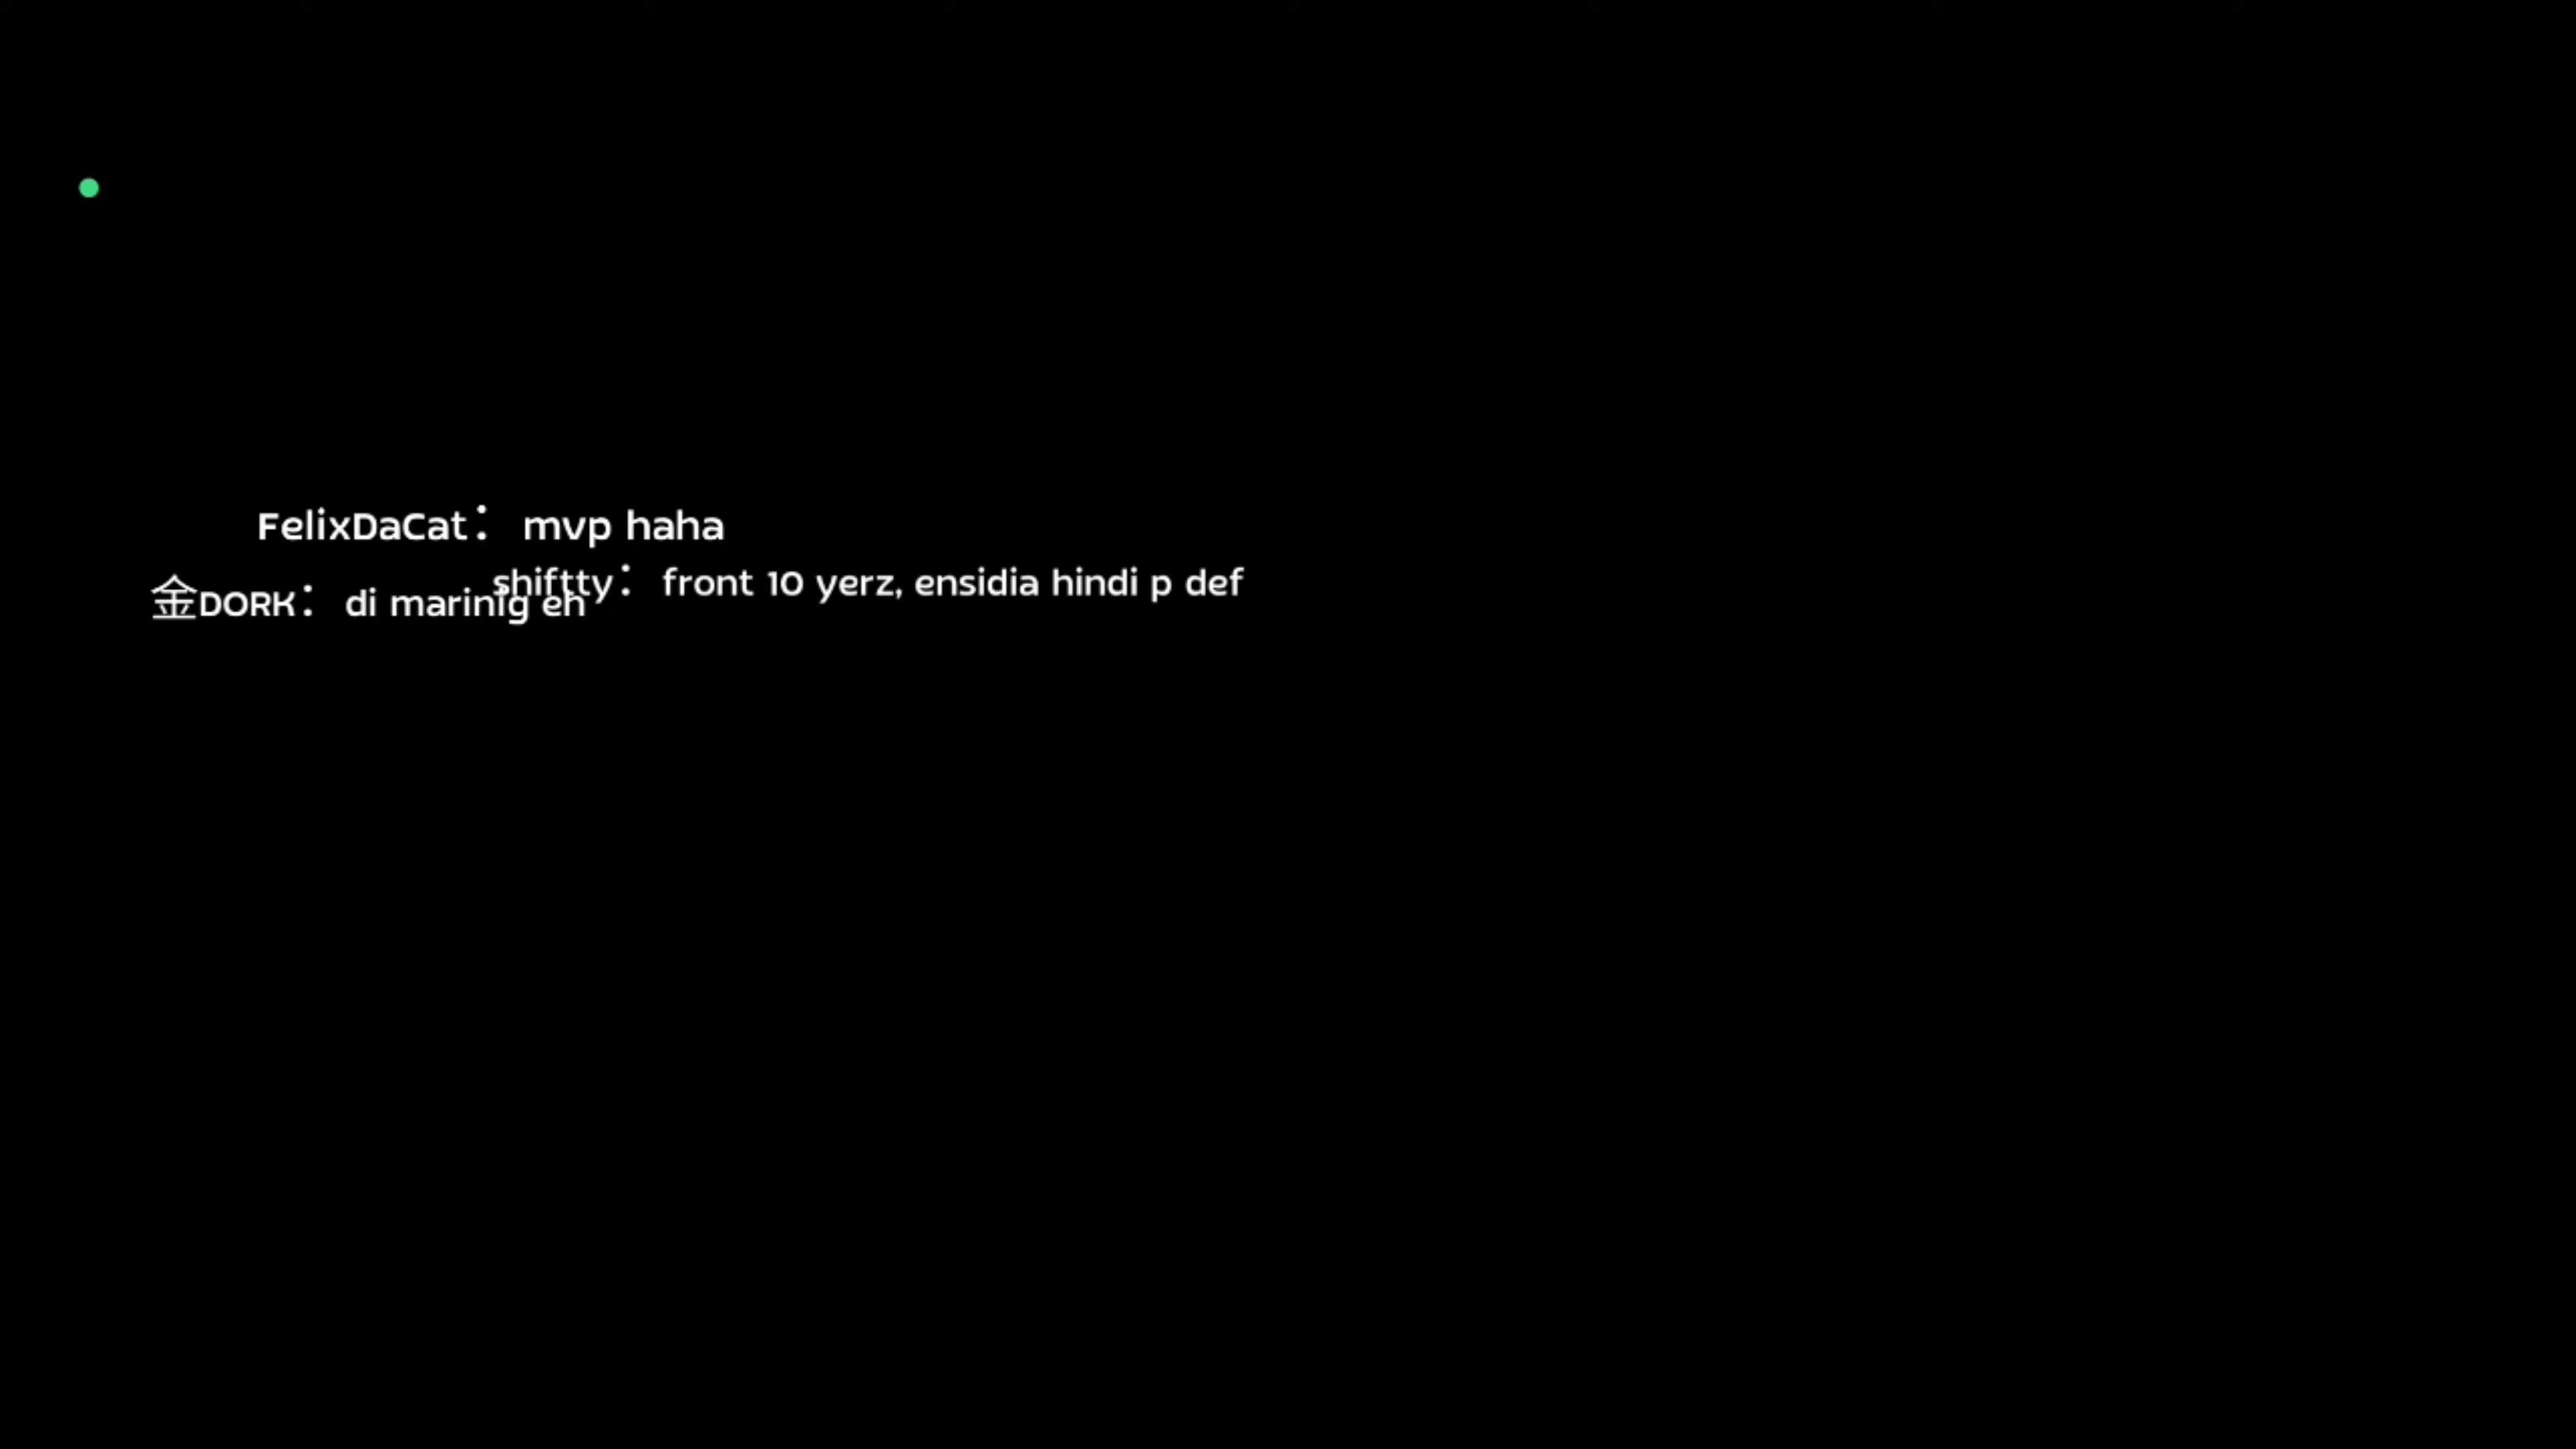 FelixDaCat： mvp haha
shiftty： front 10 yerz, ensidia hindi p def
金DORK： di marinig eh